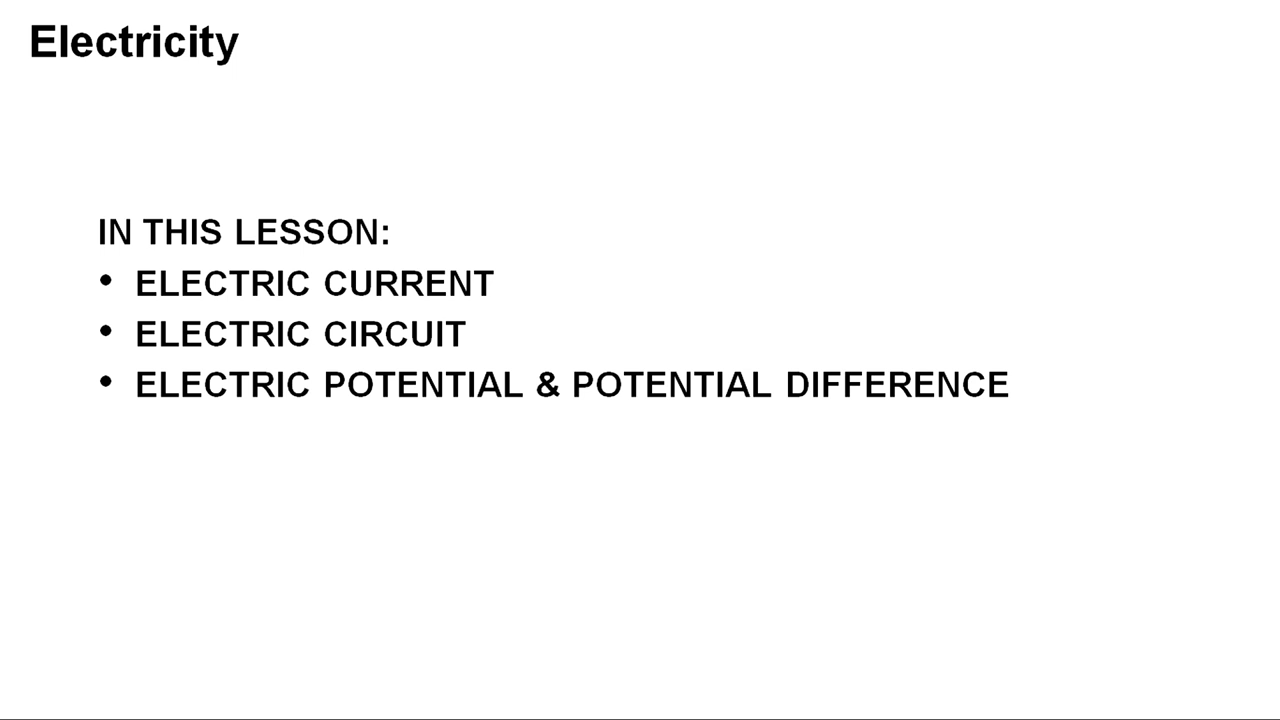 Electricity
IN THIS LESSON:
• ELECTRIC CURRENT
• ELECTRIC CIRCUIT
• ELECTRIC POTENTIAL & POTENTIAL DIFFERENCE